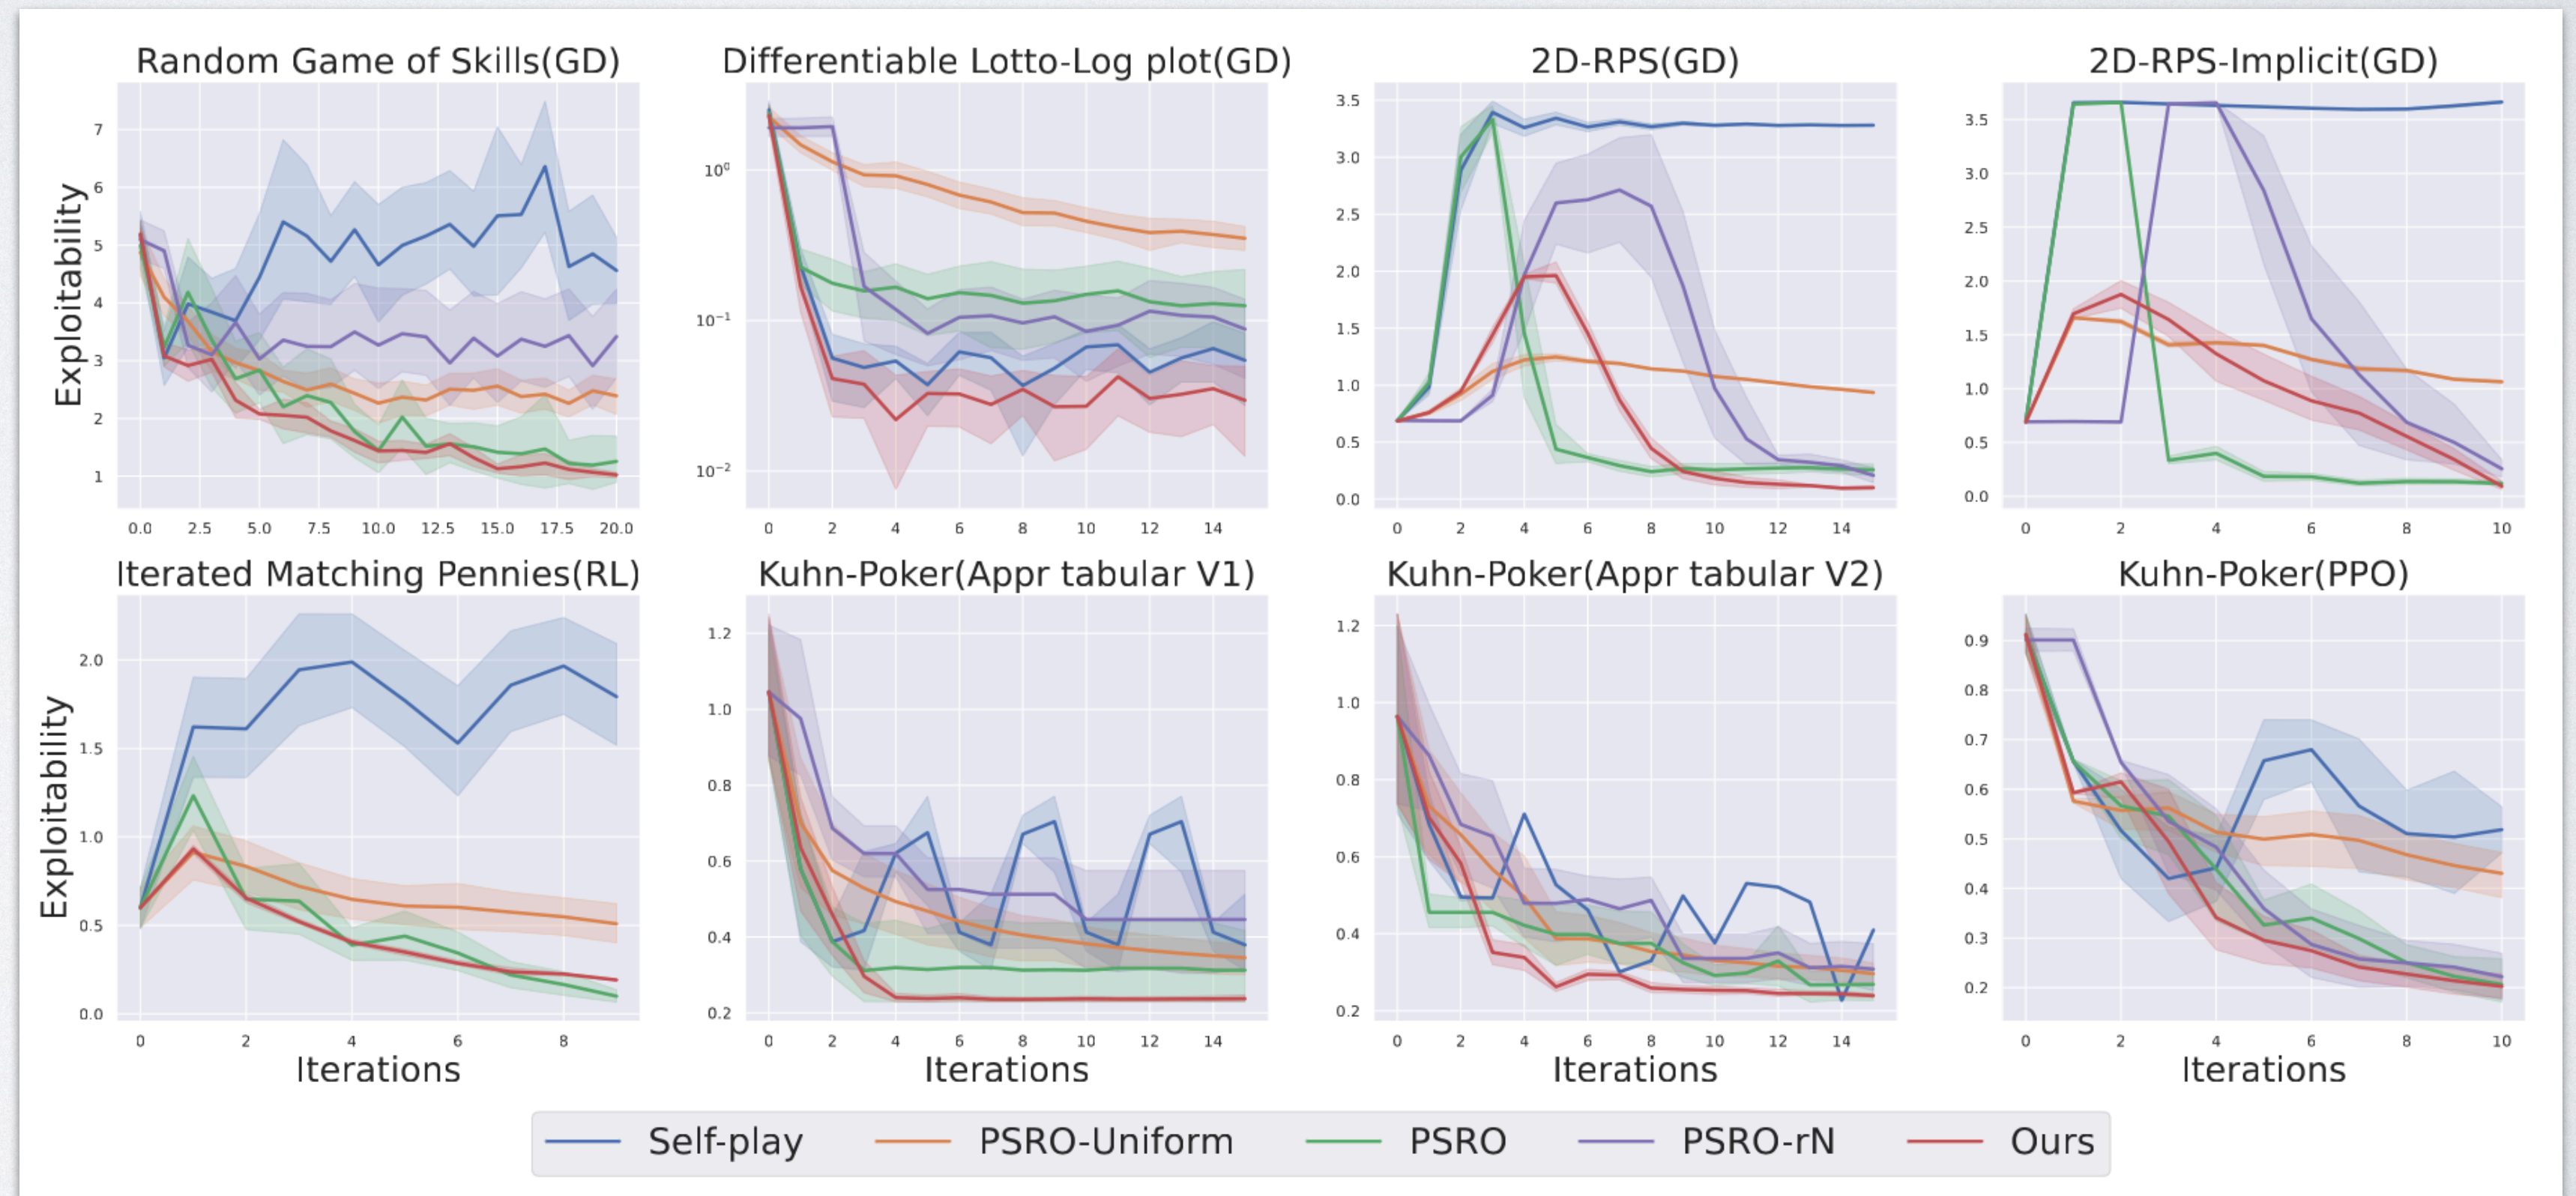 Random Game of Skills(GD)
Differentiable Lotto-Log plot(GD)
2D-RPS(GD)
2D-RPS-Implicit(GD)
Exploitability
7
6
5
4
3
2
1
0.0 2.5 5.0 7.5 10.0 12.5 15.0 17.5 20.0
10⁰
10⁻¹
10⁻²
0 2 4 6 8 10 12 14
3.5
3.0
2.5
2.0
1.5
1.0
0.5
0.0
0 2 4 6 8 10 12 14
3.5
3.0
2.5
2.0
1.5
1.0
0.5
0.0
0 2 4 6 8 10
Iterated Matching Pennies(RL)
Kuhn-Poker(Appr tabular V1)
Kuhn-Poker(Appr tabular V2)
Kuhn-Poker(PPO)
Exploitability
2.0
1.5
1.0
0.5
0.0
0 2 4 6 8
Iterations
1.2
1.0
0.8
0.6
0.4
0.2
0 2 4 6 8 10 12 14
Iterations
1.2
1.0
0.8
0.6
0.4
0.2
0 2 4 6 8 10 12 14
Iterations
0.9
0.8
0.7
0.6
0.5
0.4
0.3
0.2
0 2 4 6 8 10
Iterations
Self-play PSRO-Uniform PSRO PSRO-rN Ours